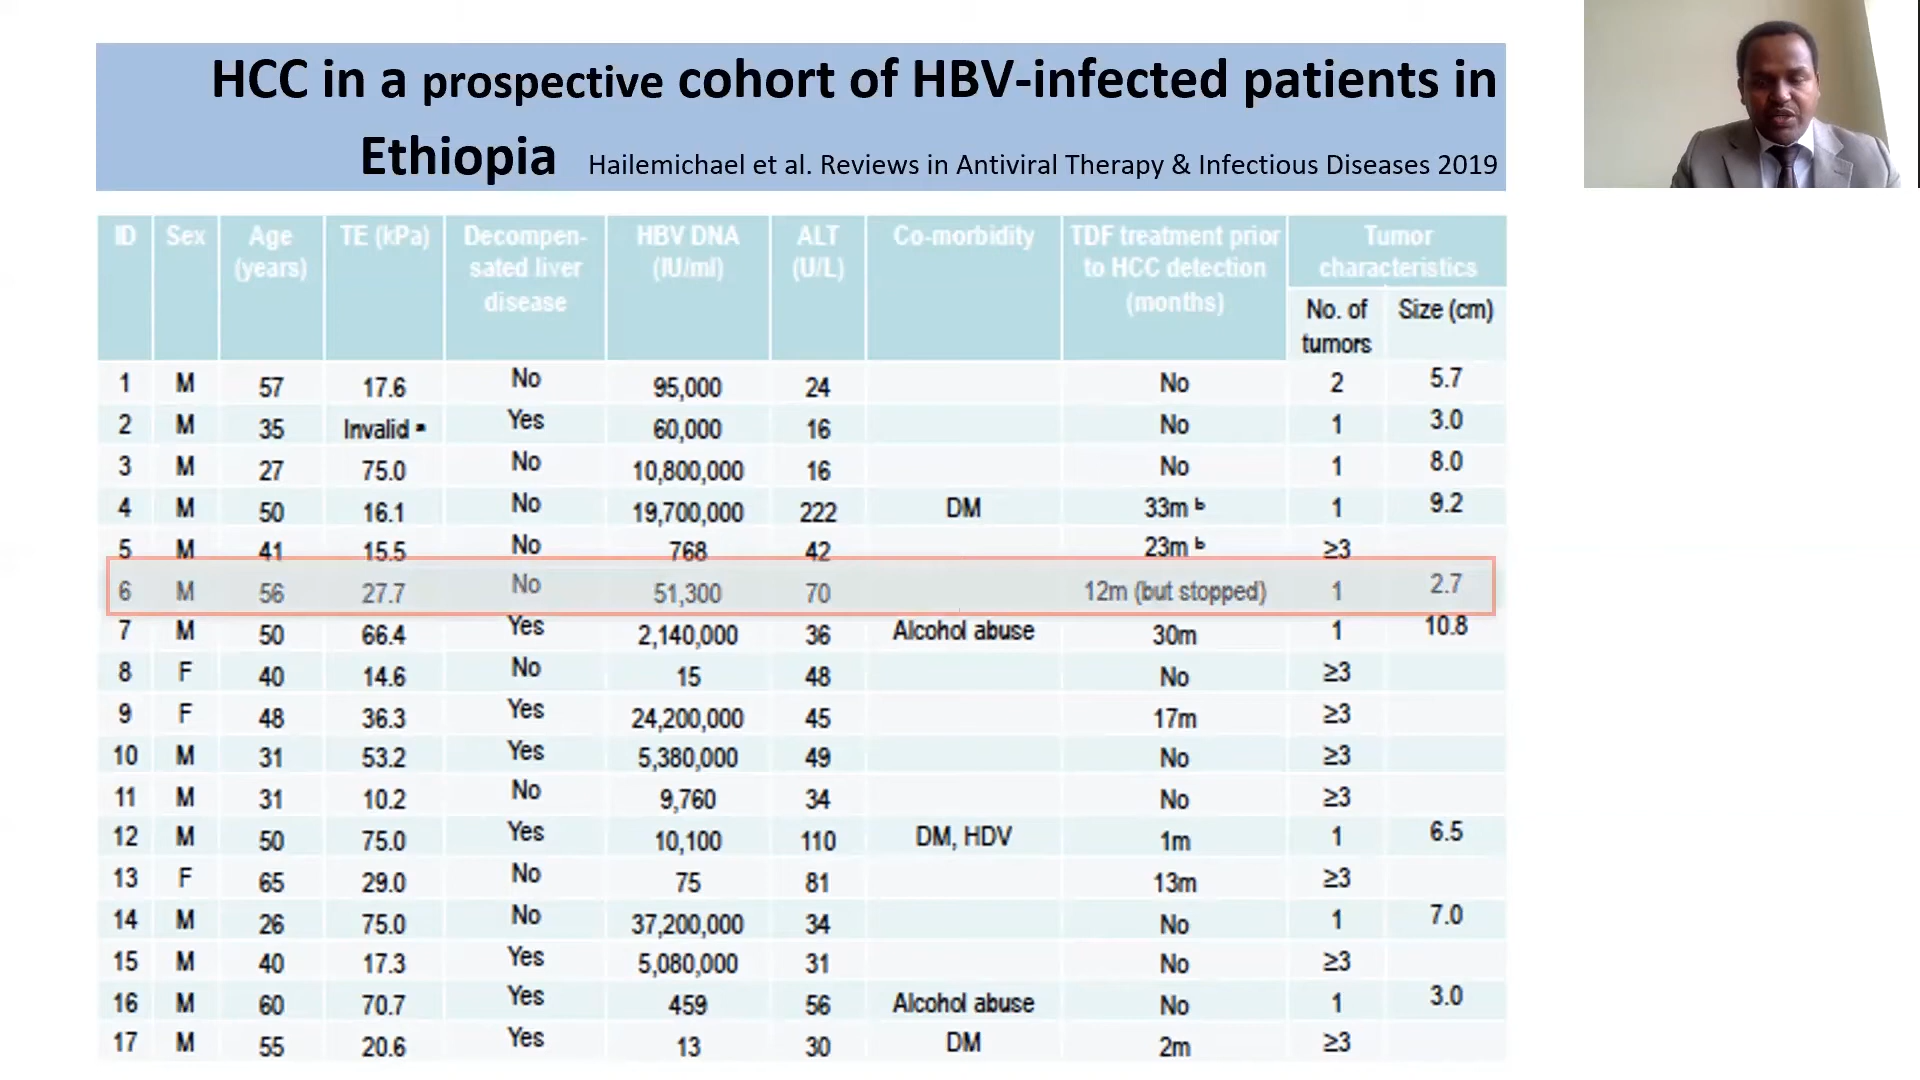 HCC in a prospective cohort of HBV-infected patients in
Ethiopia Hailemichael et al. Reviews in Antiviral Therapy & Infectious Diseases 2019
ID Sex Age (years) TE (kPa) Decompen-sated liver disease HBV DNA (IU/ml) ALT (U/L) Co-morbidity TDF treatment prior to HCC detection (months) Tumor characteristics
No. of tumors Size (cm)
1 M 57 17.6 No 95,000 24 No 2 5.7
2 M 35 Invalid ᵃ Yes 60,000 16 No 1 3.0
3 M 27 75.0 No 10,800,000 16 No 1 8.0
4 M 50 16.1 No 19,700,000 222 DM 33m ᵇ 1 9.2
5 M 41 15.5 No 768 42 23m ᵇ ≥3
6 M 56 27.7 No 51,300 70 12m (but stopped) 1 2.7
7 M 50 66.4 Yes 2,140,000 36 Alcohol abuse 30m 1 10.8
8 F 40 14.6 No 15 48 No ≥3
9 F 48 36.3 Yes 24,200,000 45 17m ≥3
10 M 31 53.2 Yes 5,380,000 49 No ≥3
11 M 31 10.2 No 9,760 34 No ≥3
12 M 50 75.0 Yes 10,100 110 DM, HDV 1m 1 6.5
13 F 65 29.0 No 75 81 13m ≥3
14 M 26 75.0 No 37,200,000 34 No 1 7.0
15 M 40 17.3 Yes 5,080,000 31 No ≥3
16 M 60 70.7 Yes 459 56 Alcohol abuse No 1 3.0
17 M 55 20.6 Yes 13 30 DM 2m ≥3